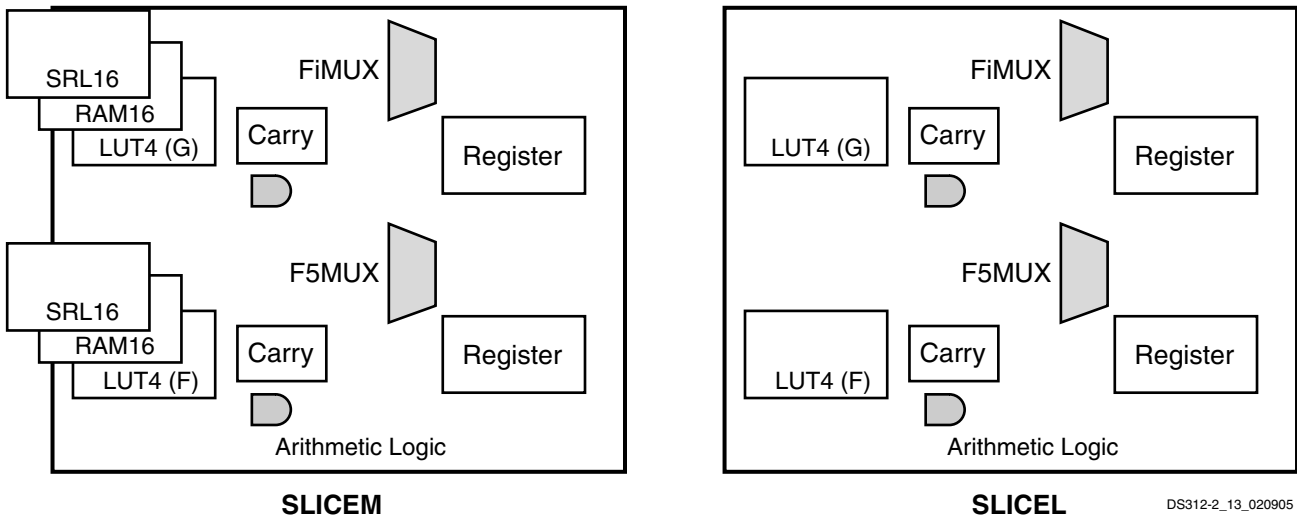 SRL16
RAM16
LUT4 (G)
Carry
FiMUX
Register
SRL16
RAM16
LUT4 (F)
Carry
F5MUX
Register
Arithmetic Logic
SLICEM
LUT4 (G)
Carry
FiMUX
Register
LUT4 (F)
Carry
F5MUX
Register
Arithmetic Logic
SLICEL
DS312-2_13_020905